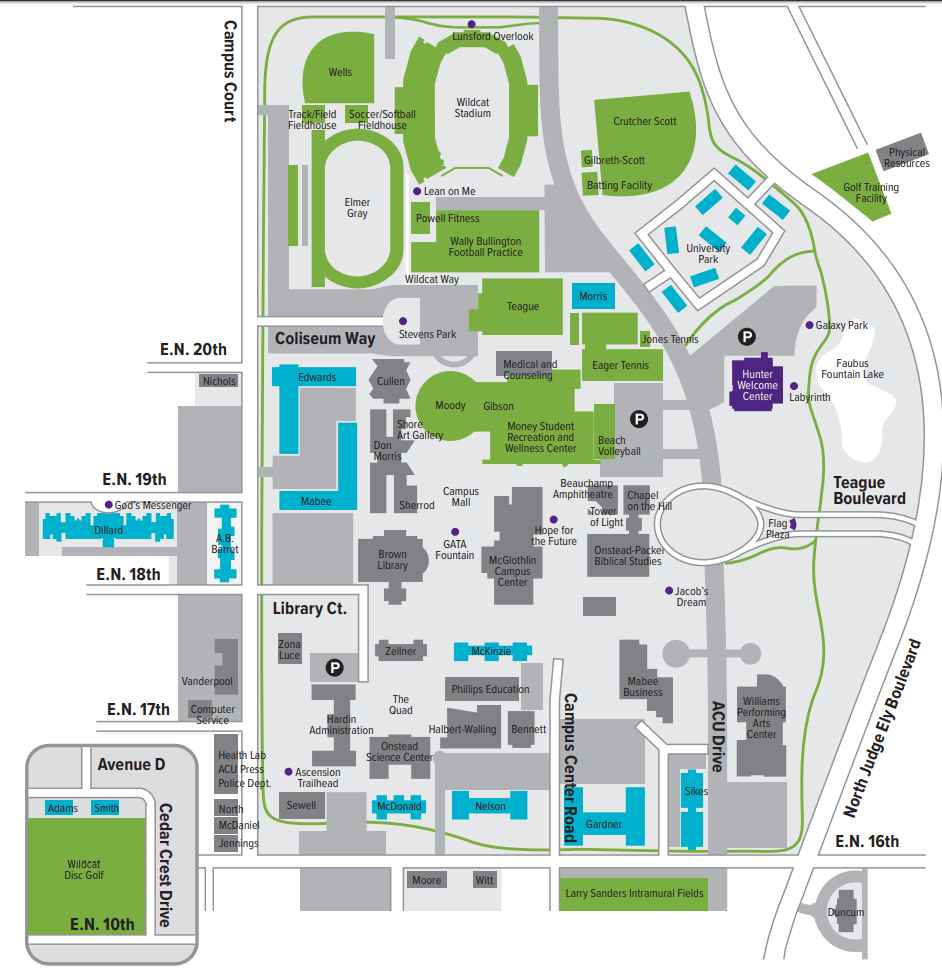 Campus Court
Lunsford Overlook
Wells
Wildcat
Stadium
Track/Field
Fieldhouse
Soccer/Softball
Fieldhouse
Crutcher Scott
Gilbreth-Scott
Batting Facility
Physical
Resources
Golf Training
Facility
Elmer
Gray
Lean on Me
Powell Fitness
Wally Bullington
Football Practice
University
Park
Wildcat Way
Teague
Morris
Stevens Park
Coliseum Way
Jones Tennis
P
Galaxy Park
E.N. 20th
Nichols
Edwards
Cullen
Medical and
Counseling
Eager Tennis
Hunter
Welcome
Center
Labyrinth
Faubus
Fountain Lake
Moody
Gibson
Shore
Art Gallery
Don
Morris
Money Student
Recreation and
Wellness Center
Beach
Volleyball
P
E.N. 19th
God's Messenger
Dillard
A.B.
Barret
Mabee
Sherrod
Campus
Mall
Beauchamp
Amphitheatre
Tower
of Light
Chapel
on the Hill
Teague
Boulevard
Flag
Plaza
GATA
Fountain
Hope for
the Future
Brown
Library
McGlothlin
Campus
Center
Onstead-Packer
Biblical Studies
E.N. 18th
Library Ct.
Jacob's
Dream
Zona
Luce
P
Zellner
McKinzie
Vanderpool
Computer
Service
E.N. 17th
The
Quad
Phillips Education
Mabee
Business
Williams
Performing
Arts
Center
Hardin
Administration
Halbert-Walling
Bennett
Onstead
Science Center
Campus Center Road
ACU Drive
North Judge Ely Boulevard
Avenue D
Health Lab
ACU Press
Police Dept.
Ascension
Trailhead
Adams
Smith
Cedar Crest Drive
North
McDaniel
Jennings
Sewell
McDonald
Nelson
Gardner
Sikes
E.N. 16th
Wildcat
Disc Golf
E.N. 10th
Moore
Witt
Larry Sanders Intramural Fields
Duncum